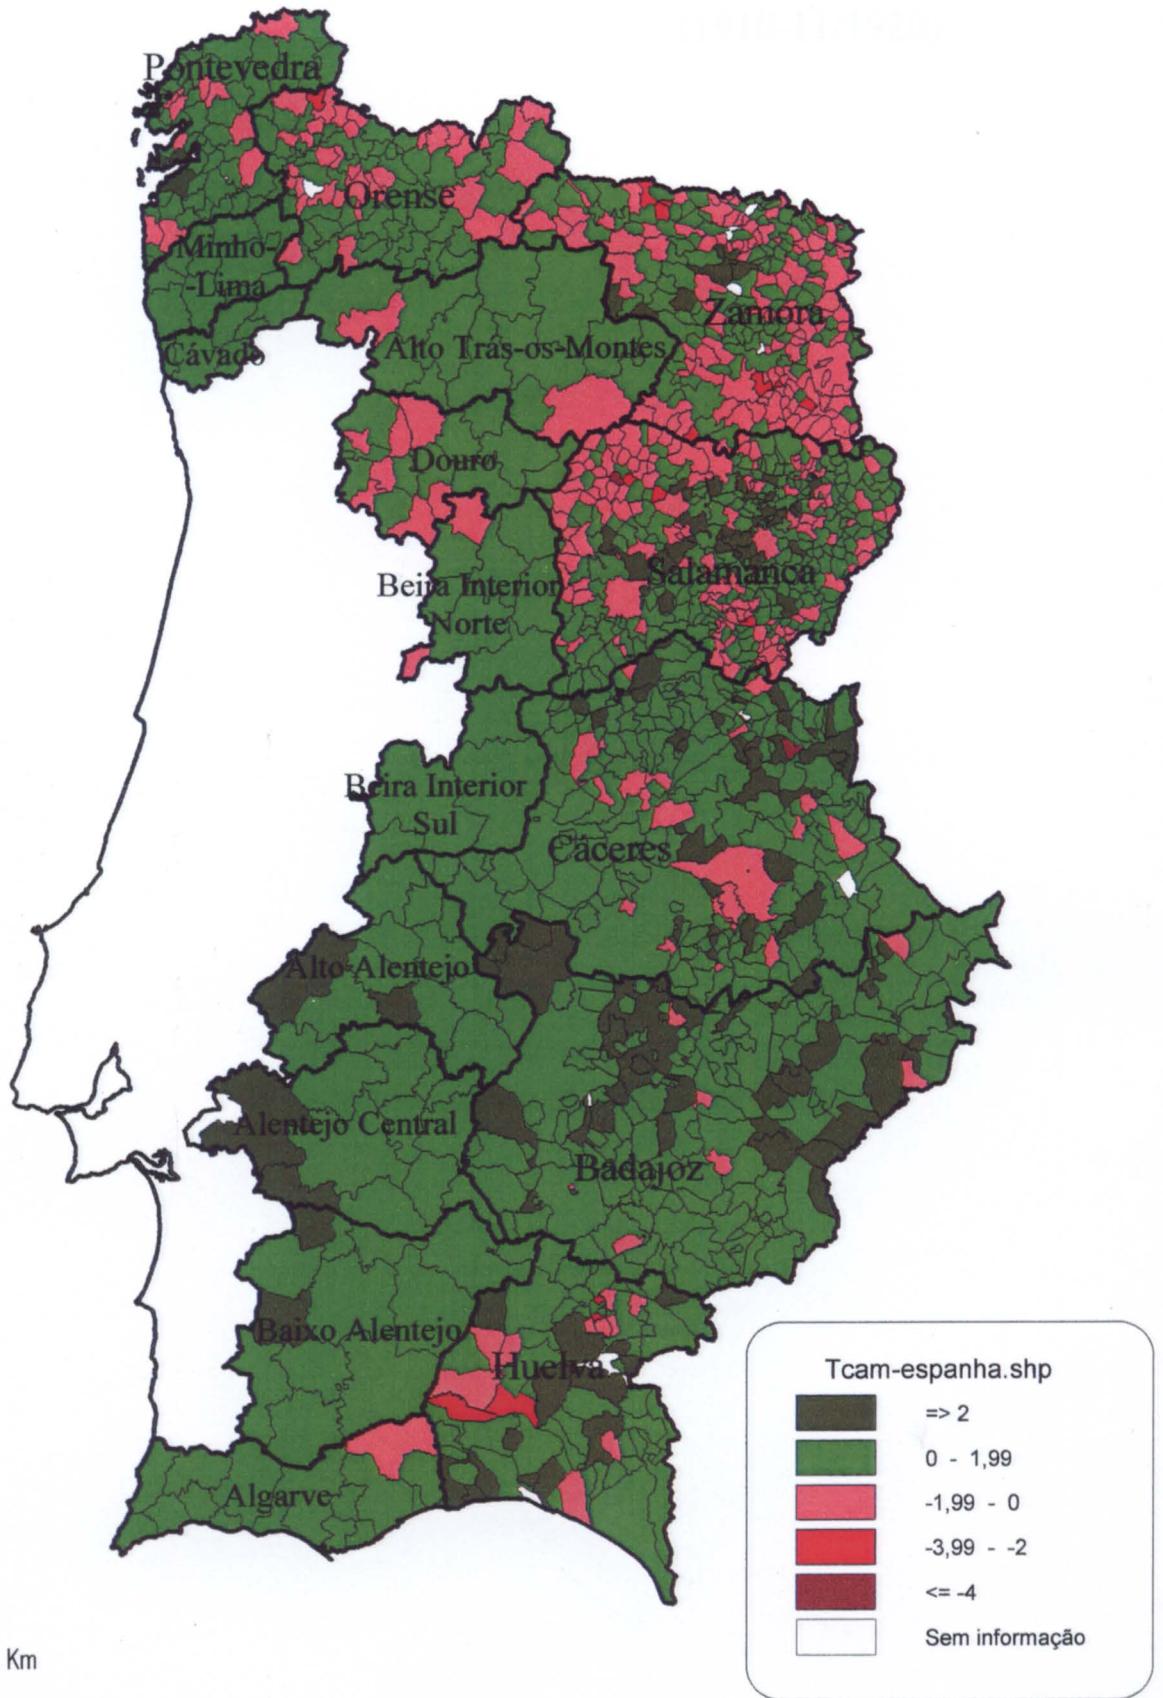 Pontevedra
Orense
Minho-
-Lima
Zamora
Cávado
Alto Trás-os-Montes
Douro
Salamanca
Beira Interior
Norte
Beira Interior
Sul
Cáceres
Alto Alentejo
Alentejo Central
Badajoz
Baixo Alentejo
Huelva
Algarve
Tcam-espanha.shp
=> 2
0 - 1,99
-1,99 - 0
-3,99 - -2
<= -4
Sem informação
Km